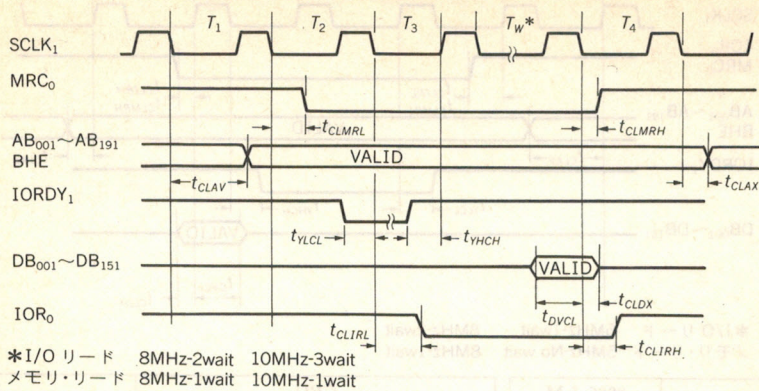 T₁ T₂ T₃ Tw* T₄
SCLK₁
MRC₀
tCLMRL tCLMRH
AB₀₀₁~AB₁₉₁
BHE
VALID
tCLAV tCLAX
IORDY₁
tYLCL tYHCH
DB₀₀₁~DB₁₅₁
VALID
tDVCL tCLDX
IOR₀
tCLIRL tCLIRH
*I/O リード 8MHz-2wait 10MHz-3wait
メモリ・リード 8MHz-1wait 10MHz-1wait